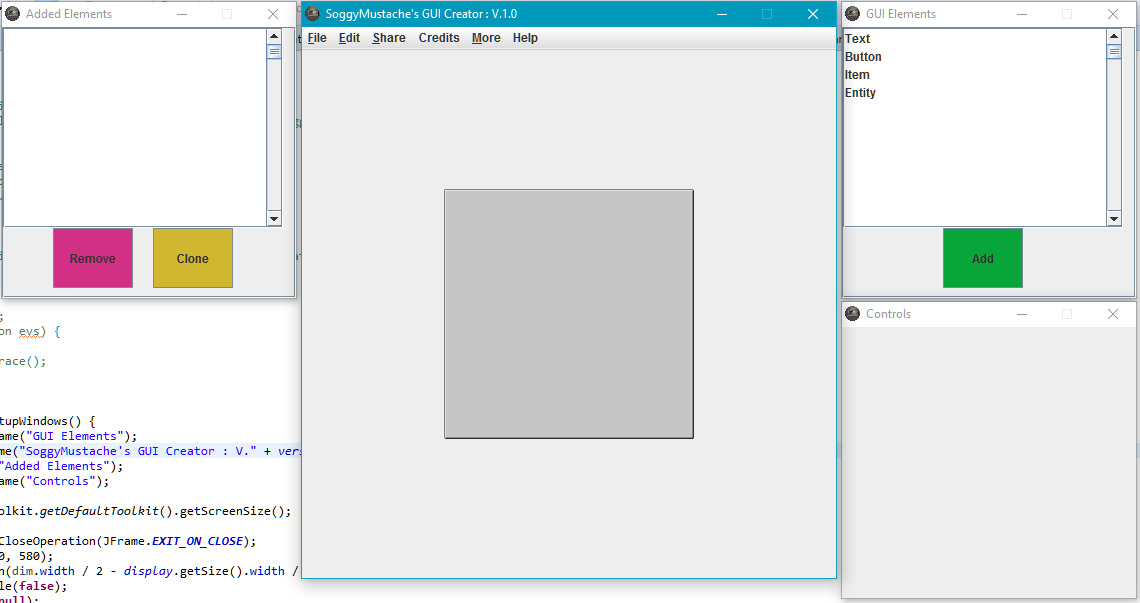 Added Elements
Remove
Clone
SoggyMustache's GUI Creator : V.1.0
File Edit Share Credits More Help
GUI Elements
Text
Button
Item
Entity
Add
Controls
;
on evs) {
race();
tupWindows() {
ame("GUI Elements");
me("SoggyMustache's GUI Creator : V." + vers
"Added Elements");
ame("Controls");
olkit.getDefaultToolkit().getScreenSize();
CloseOperation(JFrame.EXIT_ON_CLOSE);
0, 580);
n(dim.width / 2 - display.getSize().width /
le(false);
null);